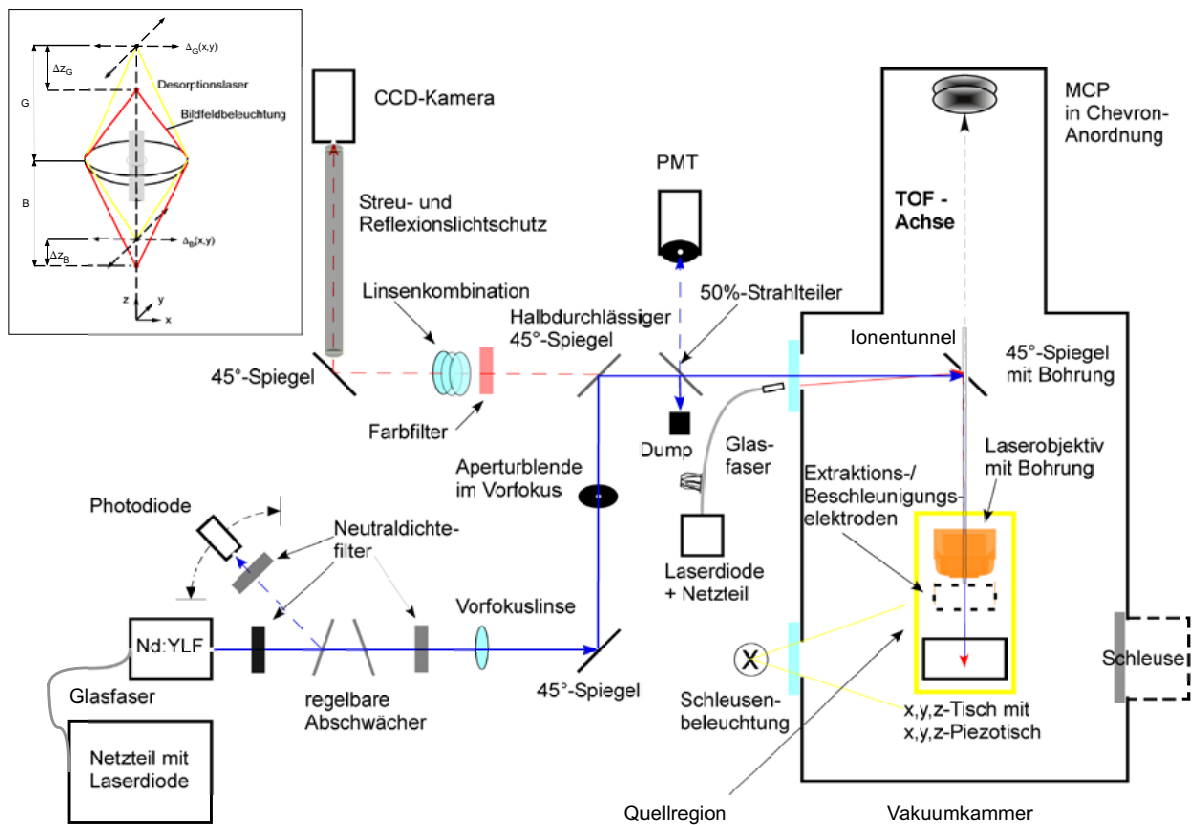 Δ_G(x,y)
Δz_G
G
Desorptionslaser
Bildfeldbeleuchtung
B
Δ_B(x,y)
Δz_B
z
y
x
CCD-Kamera
Streu- und
Reflexionslichtschutz
Linsenkombination
45°-Spiegel
Farbfilter
Halbdurchlässiger
45°-Spiegel
PMT
50%-Strahlteiler
Dump
Glas-
faser
Laserdiode
+ Netzteil
MCP
in Chevron-
Anordnung
TOF -
Achse
Ionentunnel
45°-Spiegel
mit Bohrung
Laserobjektiv
mit Bohrung
Extraktions-/
Beschleunigungs-
elektroden
Aperturblende
im Vorfokus
Photodiode
Neutraldichte-
filter
Vorfokuslinse
Nd:YLF
Glasfaser
regelbare
Abschwächer
45°-Spiegel
Netzteil mit
Laserdiode
X
Schleusen-
beleuchtung
Schleuse
x,y,z-Tisch mit
x,y,z-Piezotisch
Quellregion
Vakuumkammer